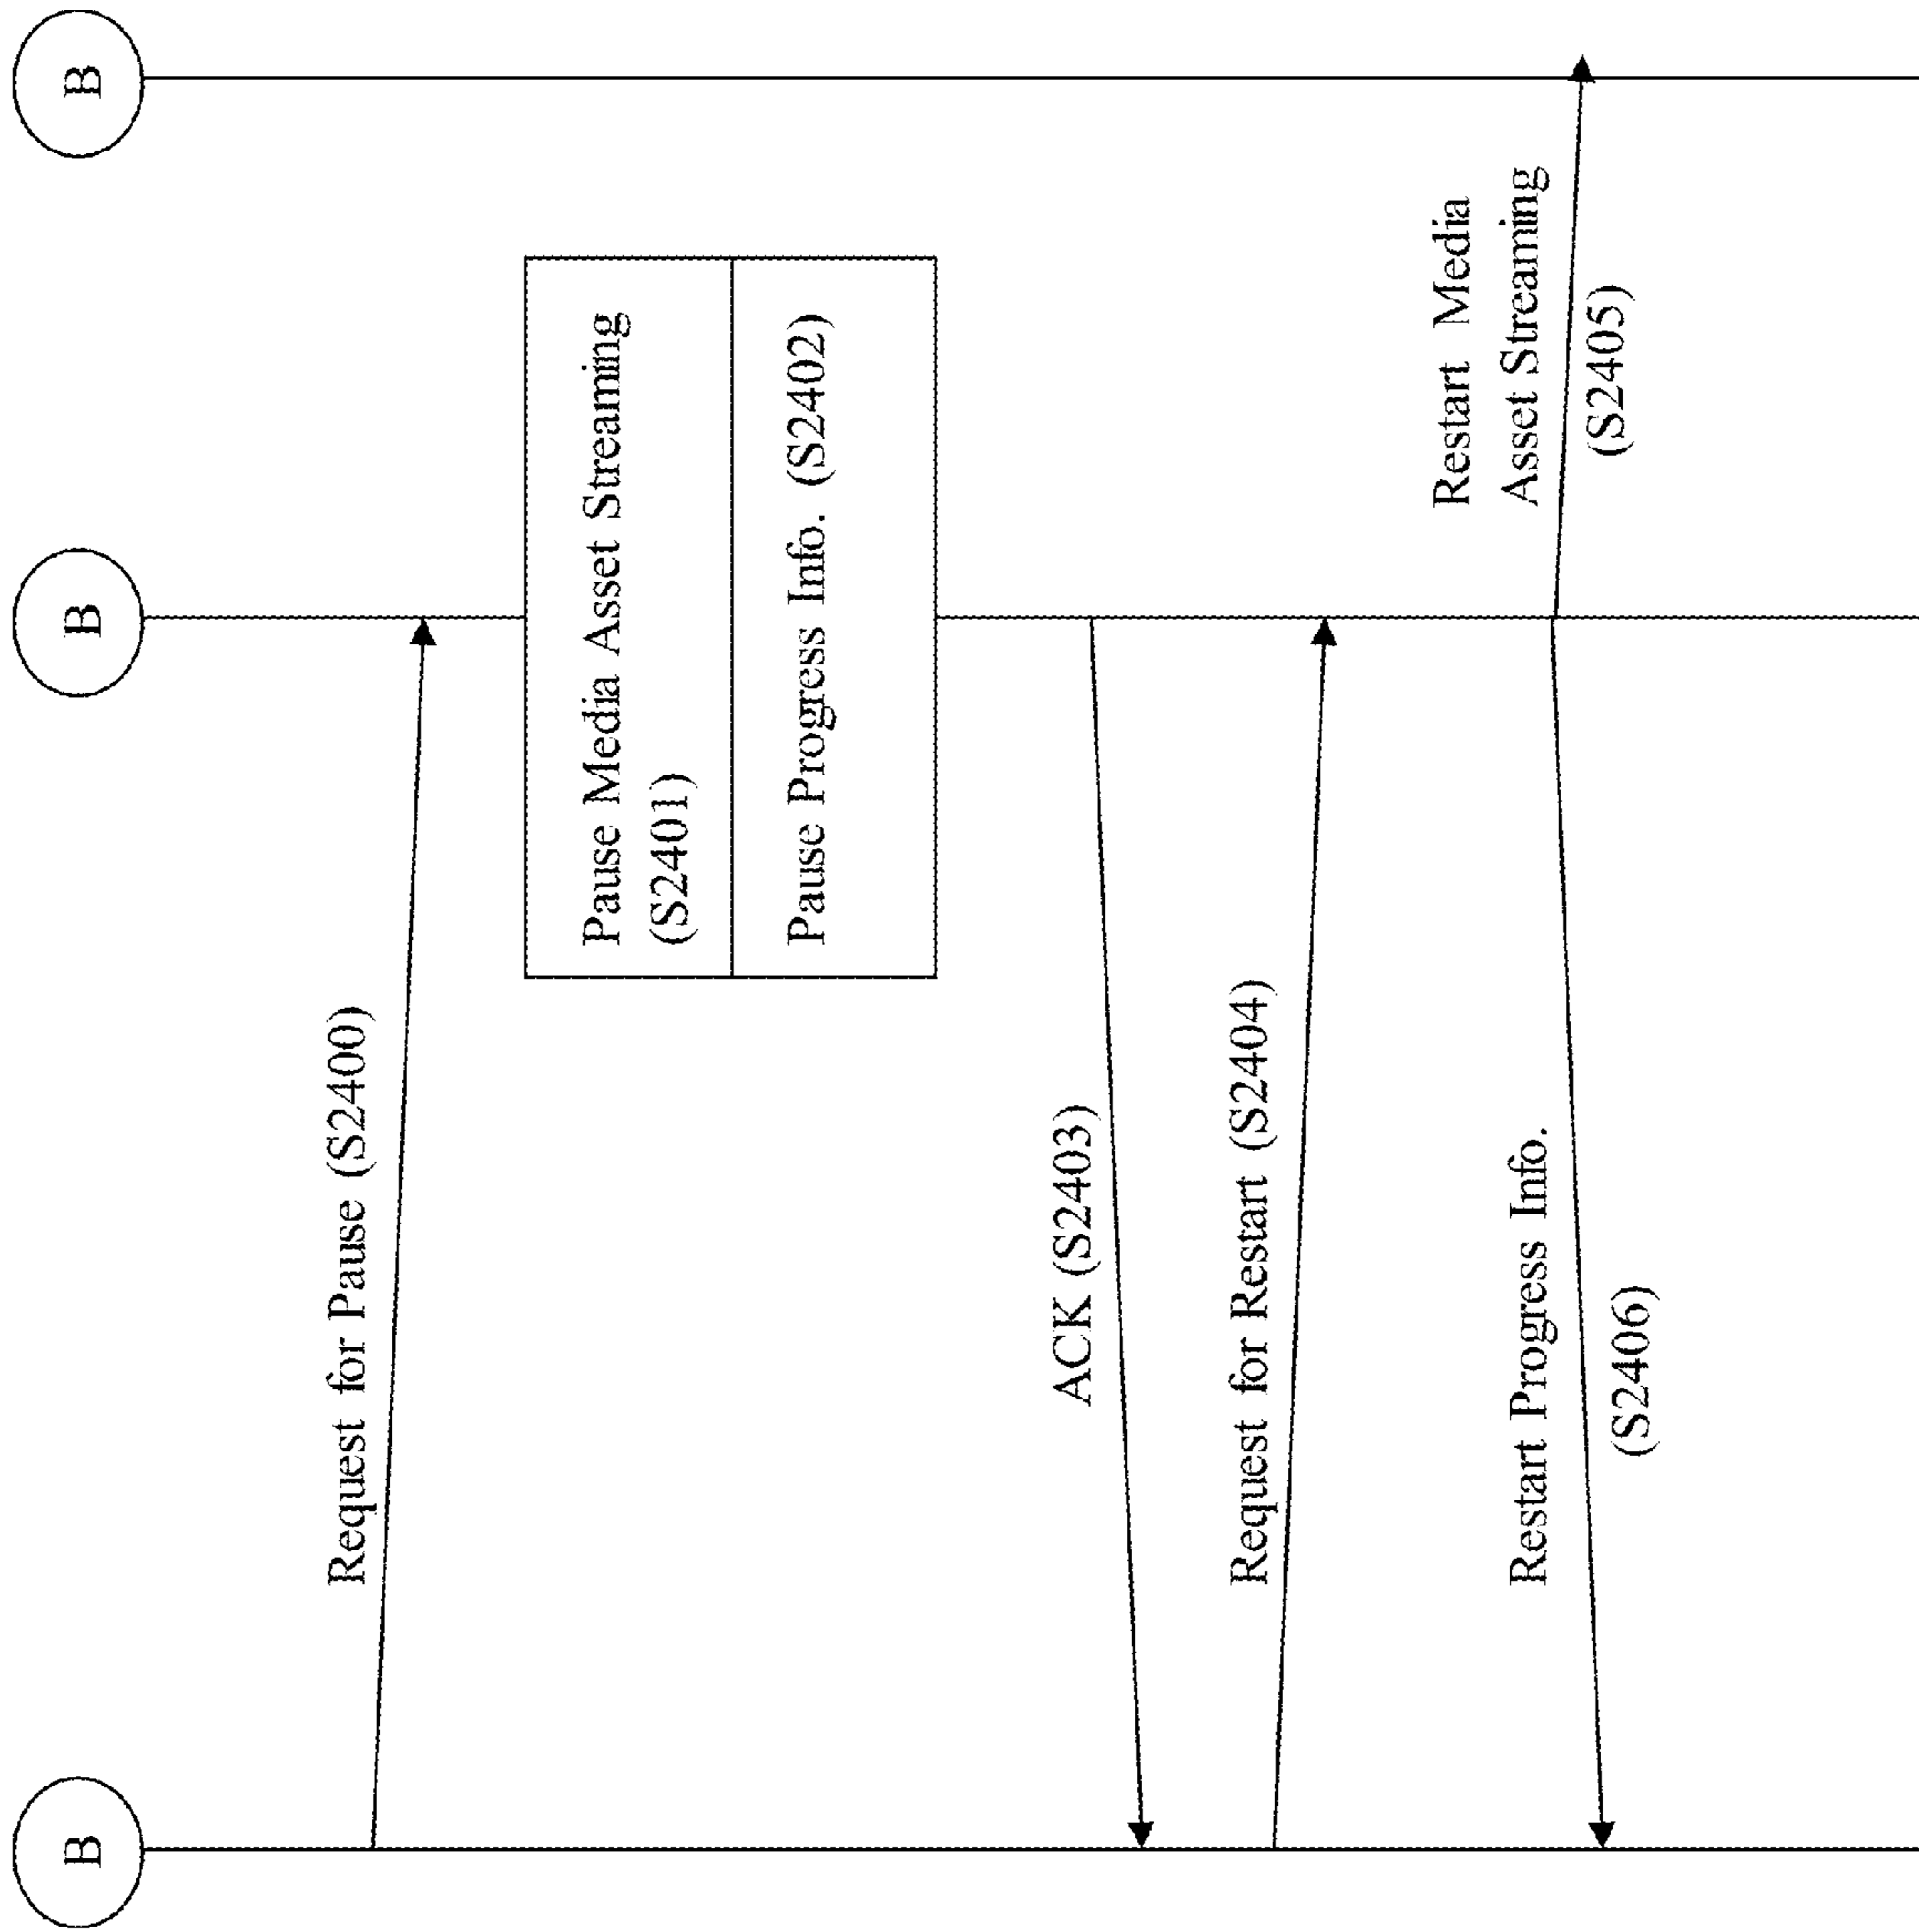 B
B
B
Request for Pause (S2400)
Pause Media Asset Streaming
(S2401)
Pause Progress Info. (S2402)
ACK (S2403)
Request for Restart (S2404)
Restart Media
Asset Streaming
(S2405)
Restart Progress Info.
(S2406)